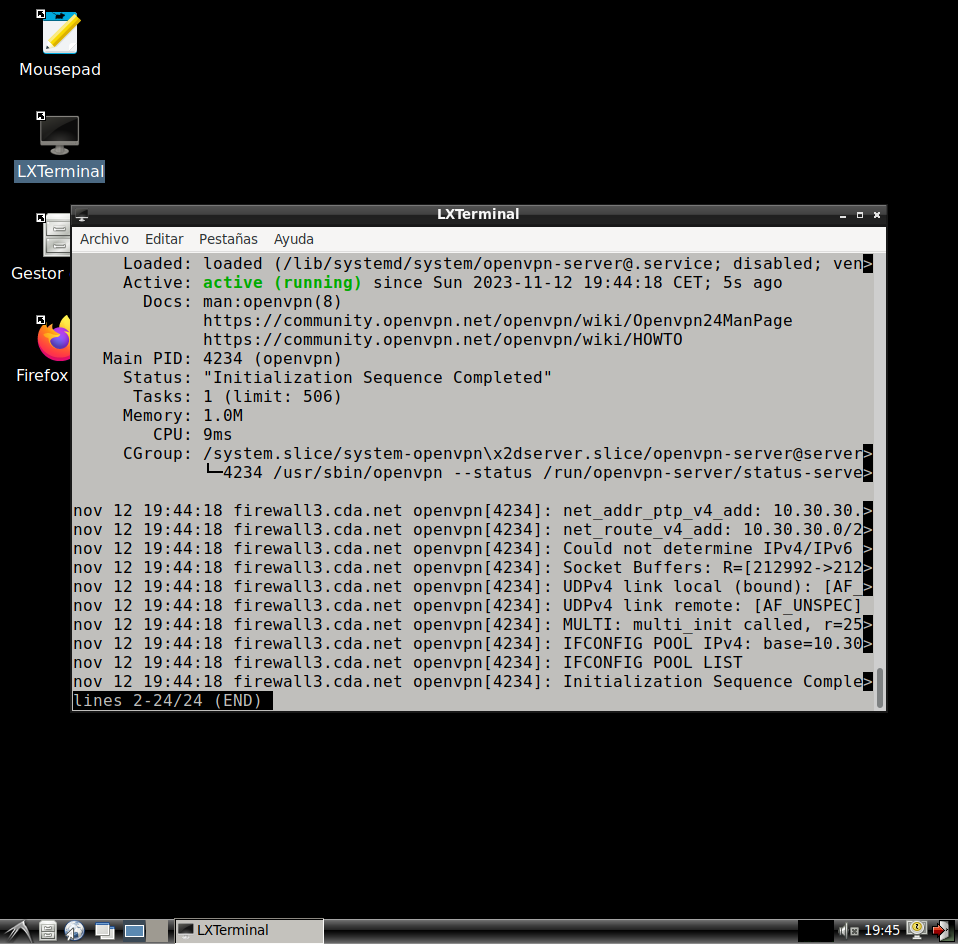 Mousepad
LXTerminal
Gestor
Firefox
LXTerminal
Archivo Editar Pestañas Ayuda
Loaded: loaded (/lib/systemd/system/openvpn-server@.service; disabled; ven>
Active: active (running) since Sun 2023-11-12 19:44:18 CET; 5s ago
Docs: man:openvpn(8)
https://community.openvpn.net/openvpn/wiki/Openvpn24ManPage
https://community.openvpn.net/openvpn/wiki/HOWTO
Main PID: 4234 (openvpn)
Status: "Initialization Sequence Completed"
Tasks: 1 (limit: 506)
Memory: 1.0M
CPU: 9ms
CGroup: /system.slice/system-openvpn\x2dserver.slice/openvpn-server@server>
└─4234 /usr/sbin/openvpn --status /run/openvpn-server/status-serve>
nov 12 19:44:18 firewall3.cda.net openvpn[4234]: net_addr_ptp_v4_add: 10.30.30.>
nov 12 19:44:18 firewall3.cda.net openvpn[4234]: net_route_v4_add: 10.30.30.0/2>
nov 12 19:44:18 firewall3.cda.net openvpn[4234]: Could not determine IPv4/IPv6 >
nov 12 19:44:18 firewall3.cda.net openvpn[4234]: Socket Buffers: R=[212992->212>
nov 12 19:44:18 firewall3.cda.net openvpn[4234]: UDPv4 link local (bound): [AF_>
nov 12 19:44:18 firewall3.cda.net openvpn[4234]: UDPv4 link remote: [AF_UNSPEC]
nov 12 19:44:18 firewall3.cda.net openvpn[4234]: MULTI: multi_init called, r=25>
nov 12 19:44:18 firewall3.cda.net openvpn[4234]: IFCONFIG POOL IPv4: base=10.30>
nov 12 19:44:18 firewall3.cda.net openvpn[4234]: IFCONFIG POOL LIST
nov 12 19:44:18 firewall3.cda.net openvpn[4234]: Initialization Sequence Comple>
lines 2-24/24 (END)
LXTerminal
19:45